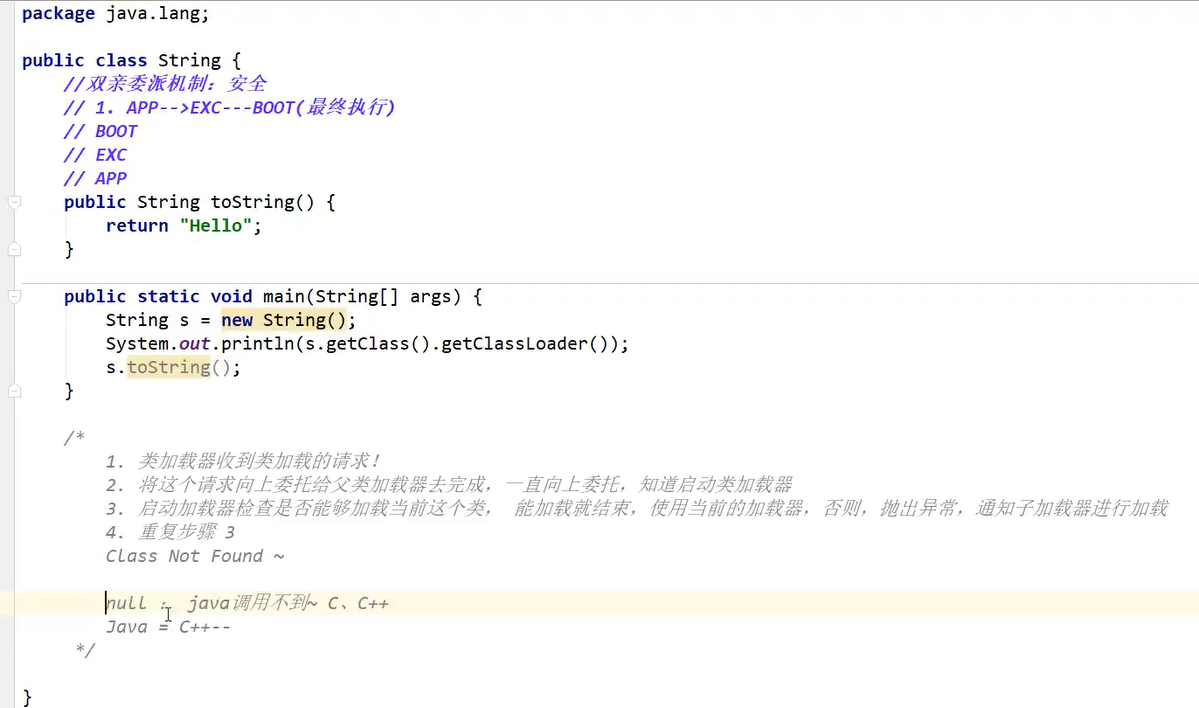 package java.lang;
public class String {
//双亲委派机制：安全
// 1. APP-->EXC---BOOT(最终执行)
// BOOT
// EXC
// APP
public String toString() {
return "Hello";
}
public static void main(String[] args) {
String s = new String();
System.out.println(s.getClass().getClassLoader());
s.toString();
}
/*
1. 类加载器收到类加载的请求！
2. 将这个请求向上委托给父类加载器去完成，一直向上委托，知道启动类加载器
3. 启动加载器检查是否能够加载当前这个类， 能加载就结束，使用当前的加载器，否则，抛出异常，通知子加载器进行加载
4. 重复步骤 3
Class Not Found ~
null : java调用不到~ C、C++
Java = C++--
*/
}